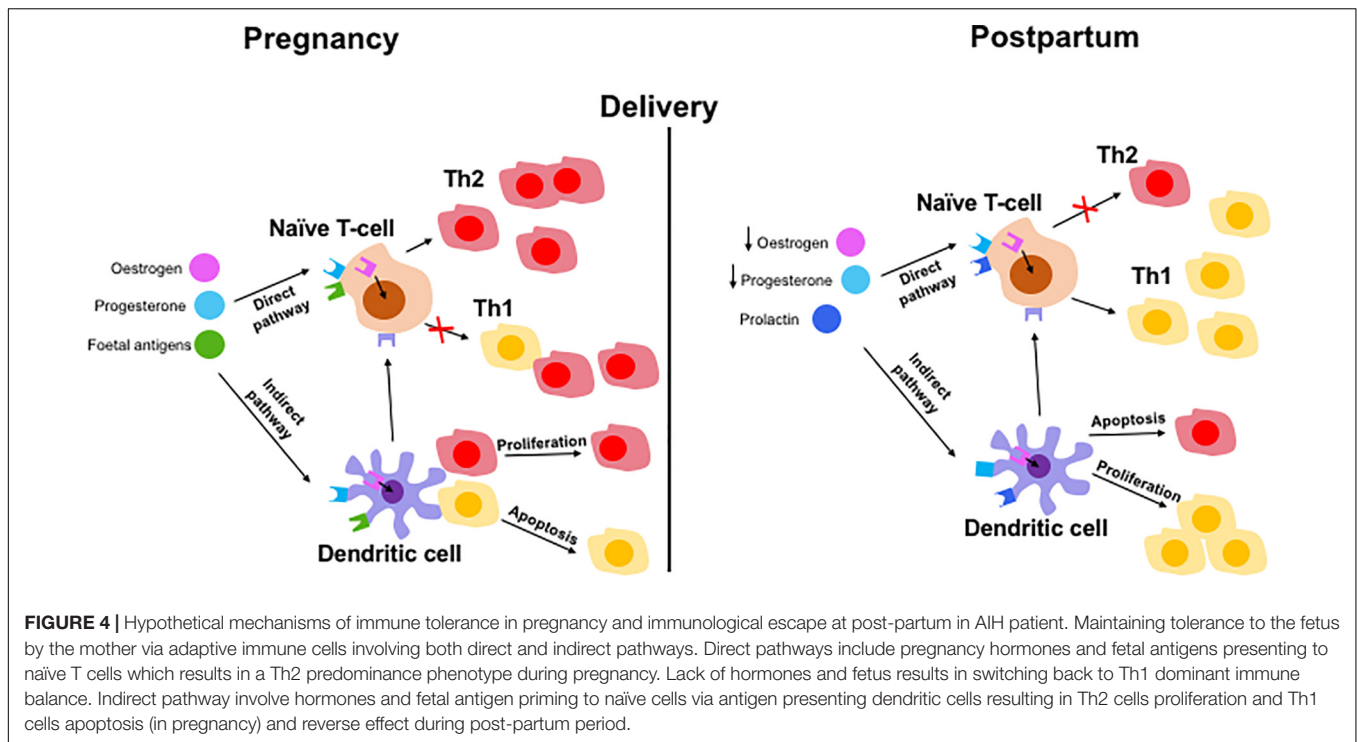 Pregnancy
Postpartum
Delivery
Th2
Naïve T-cell
Oestrogen
Progesterone
Foetal antigens
Direct
pathway
Th1
Indirect
pathway
Proliferation
Apoptosis
Dendritic cell
Th2
Naïve T-cell
Oestrogen
Progesterone
Prolactin
Direct
pathway
Th1
Indirect
pathway
Apoptosis
Proliferation
Dendritic cell
FIGURE 4 | Hypothetical mechanisms of immune tolerance in pregnancy and immunological escape at post-partum in AIH patient. Maintaining tolerance to the fetus
by the mother via adaptive immune cells involving both direct and indirect pathways. Direct pathways include pregnancy hormones and fetal antigens presenting to
naïve T cells which results in a Th2 predominance phenotype during pregnancy. Lack of hormones and fetus results in switching back to Th1 dominant immune
balance. Indirect pathway involve hormones and fetal antigen priming to naïve cells via antigen presenting dendritic cells resulting in Th2 cells proliferation and Th1
cells apoptosis (in pregnancy) and reverse effect during post-partum period.